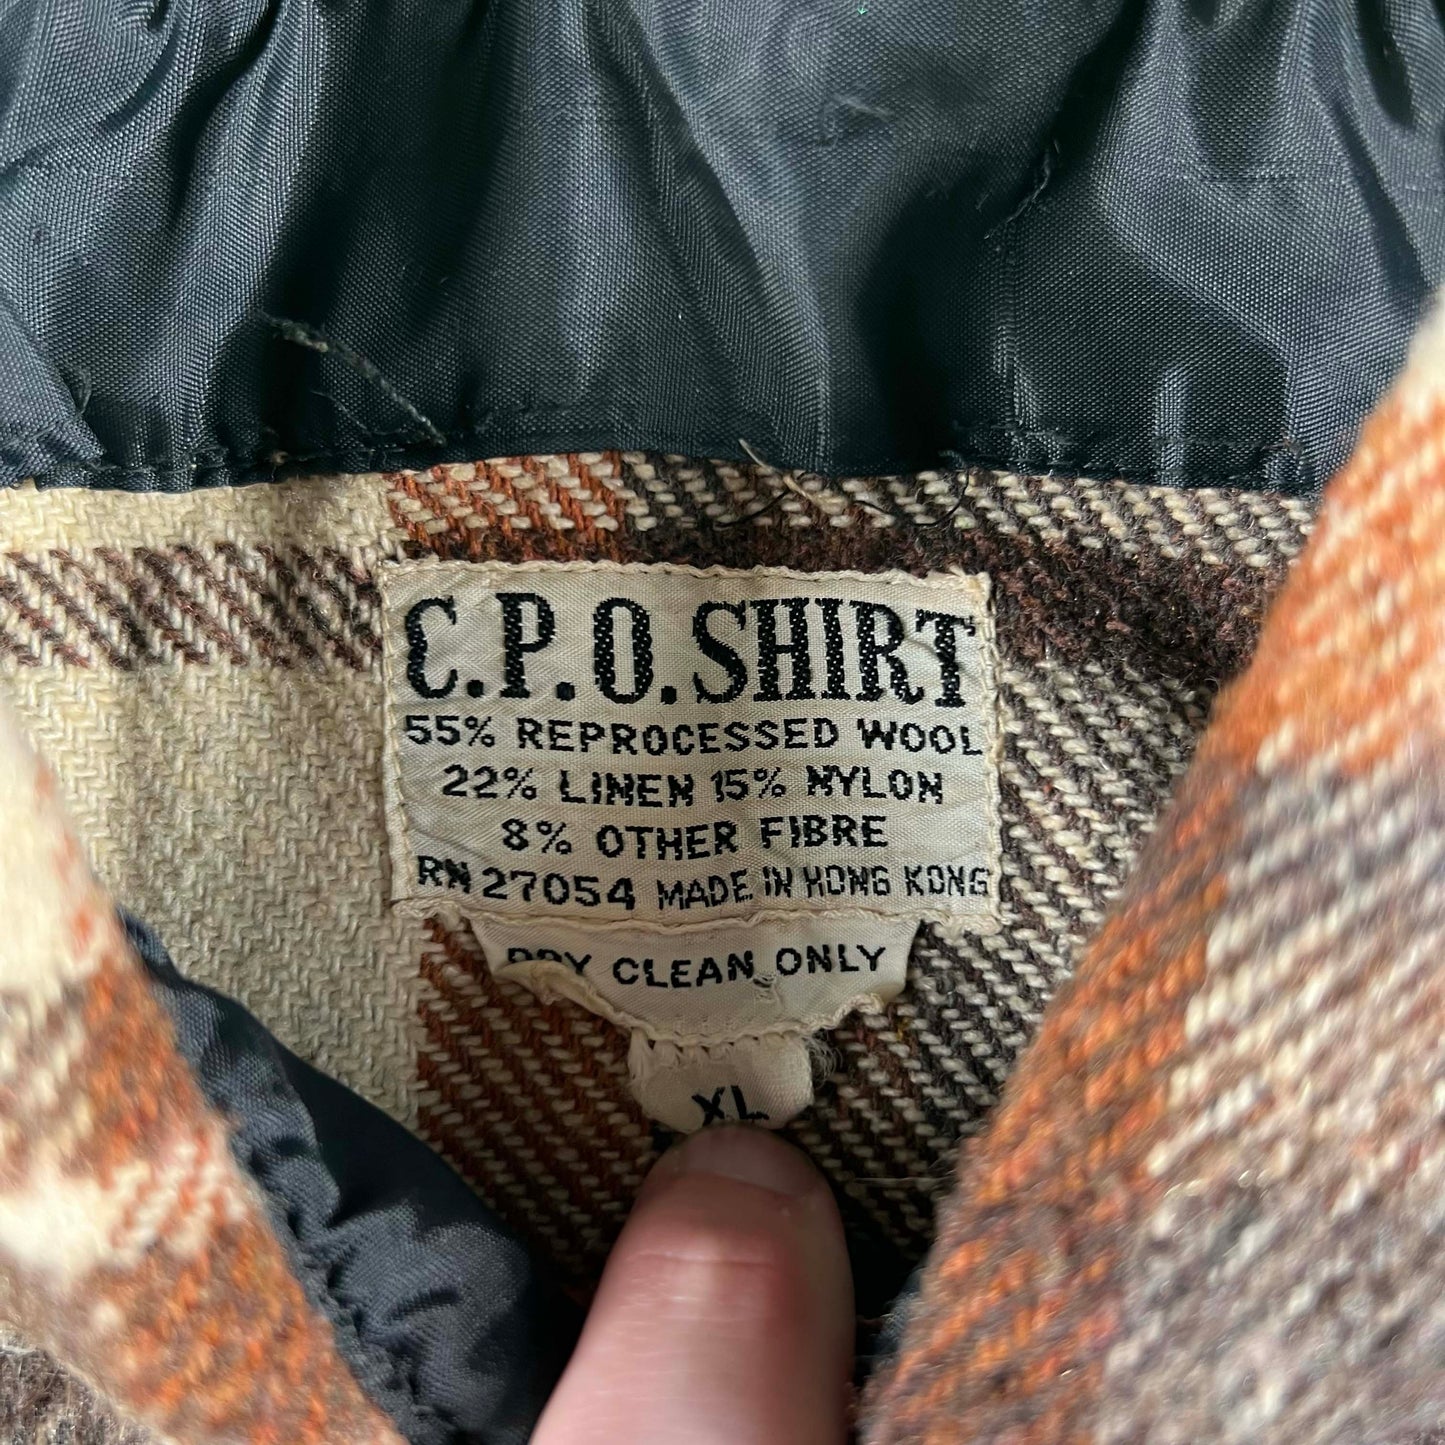 C.P.O. SHIRT
55% REPROCESSED WOOL
22% LINEN 15% NYLON
8% OTHER FIBRE
RN 27054 MADE IN HONG KONG
DRY CLEAN ONLY
XL